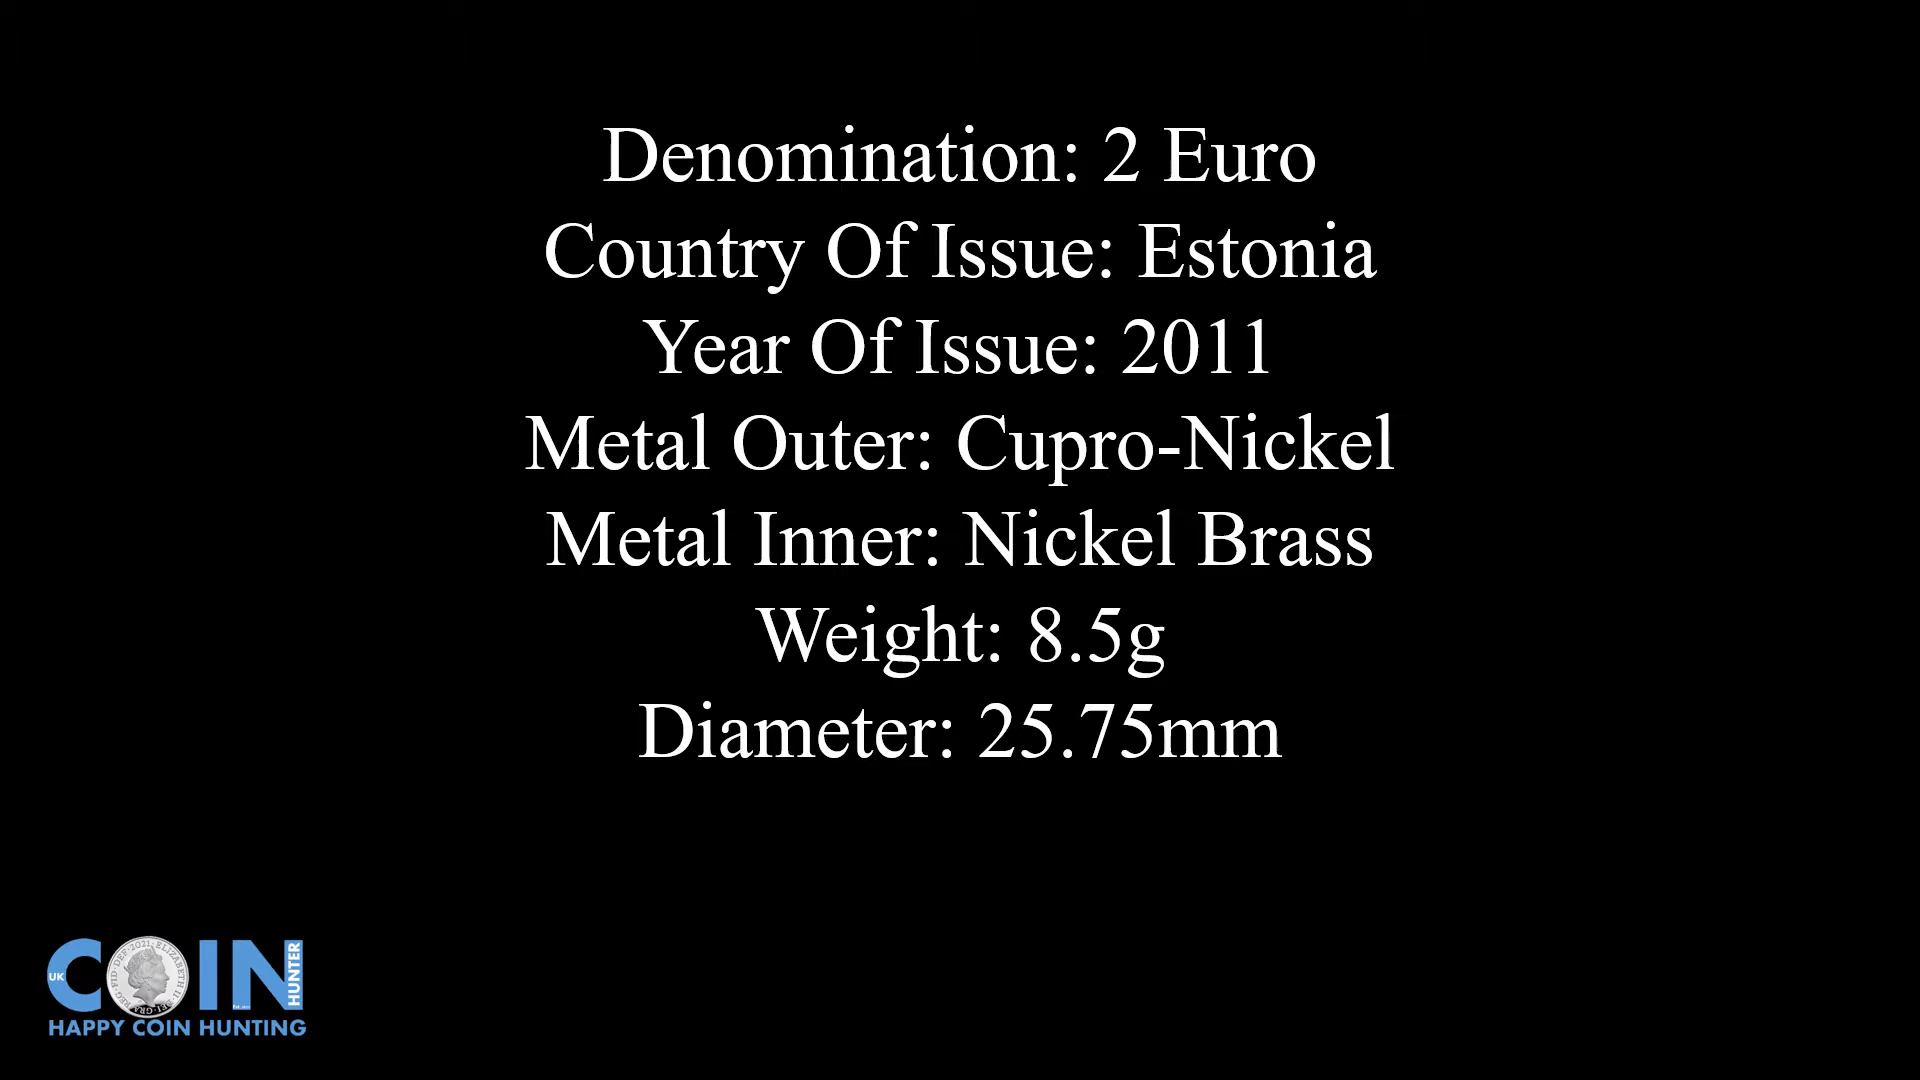 Denomination: 2 Euro
Country Of Issue: Estonia
Year Of Issue: 2011
Metal Outer: Cupro-Nickel
Metal Inner: Nickel Brass
Weight: 8.5g
Diameter: 25.75mm
UK COIN HUNTER
HAPPY COIN HUNTING